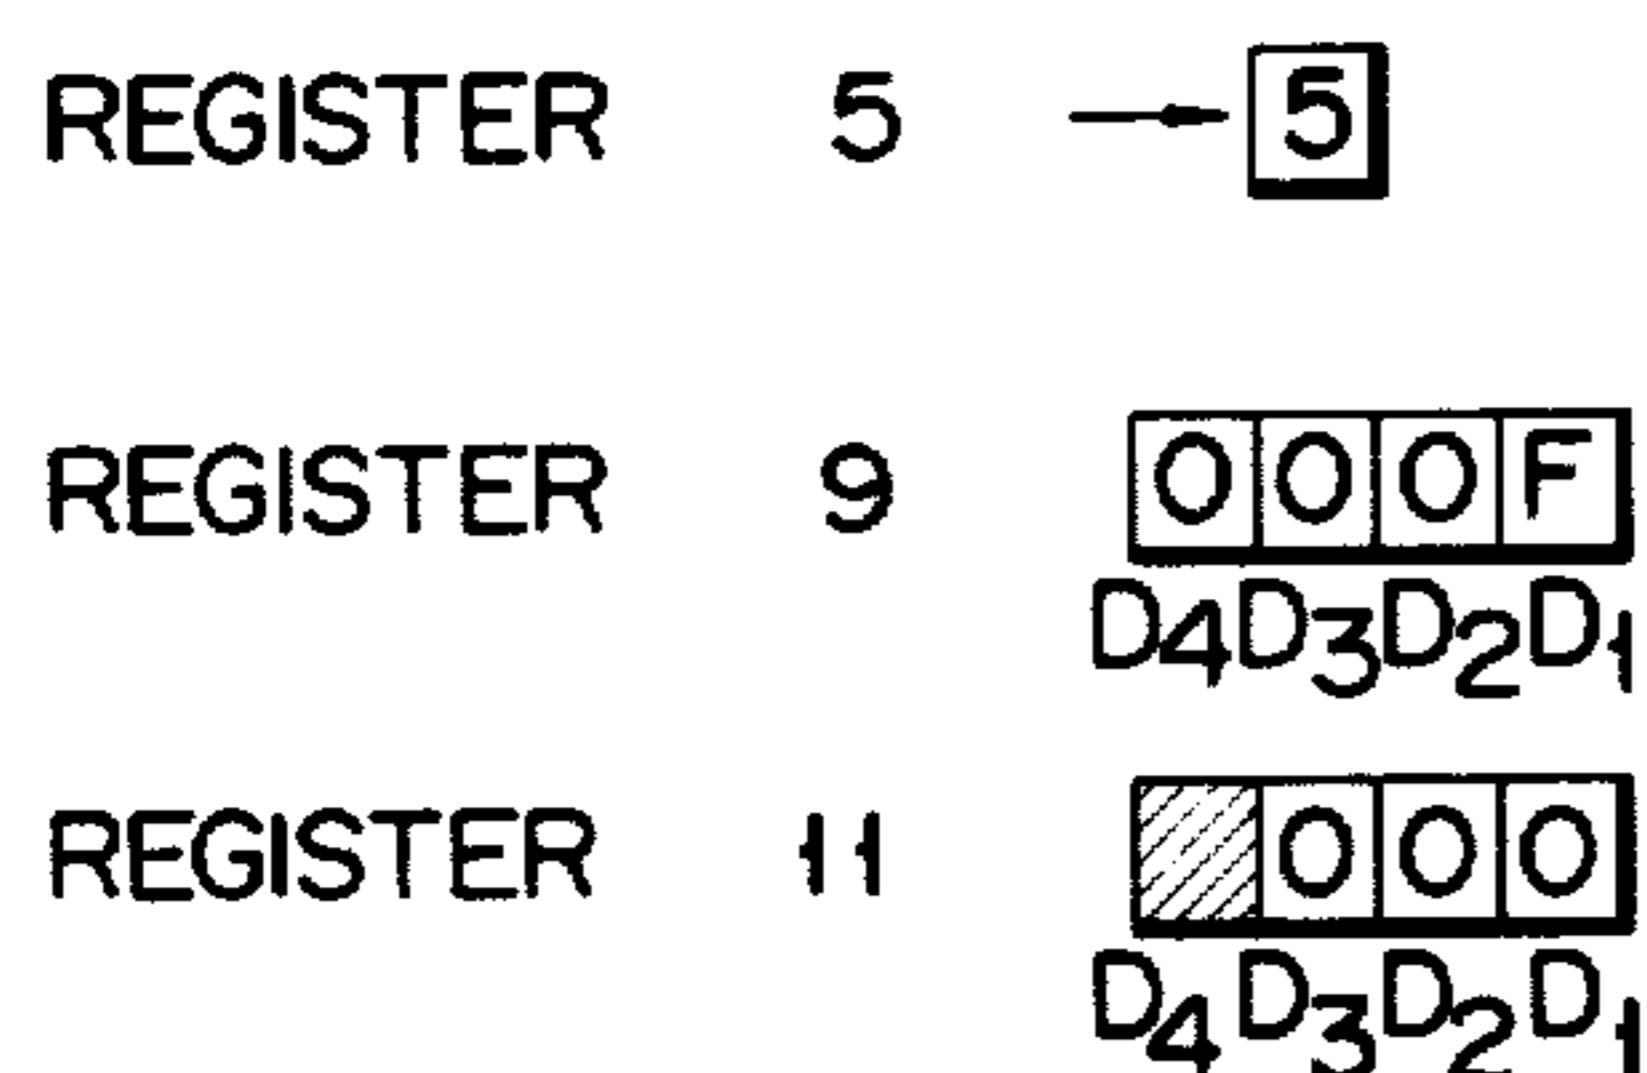 REGISTER 5 → 5
REGISTER 9 0 0 0 F
D4 D3 D2 D1
REGISTER 11 0 0 0
D4 D3 D2 D1